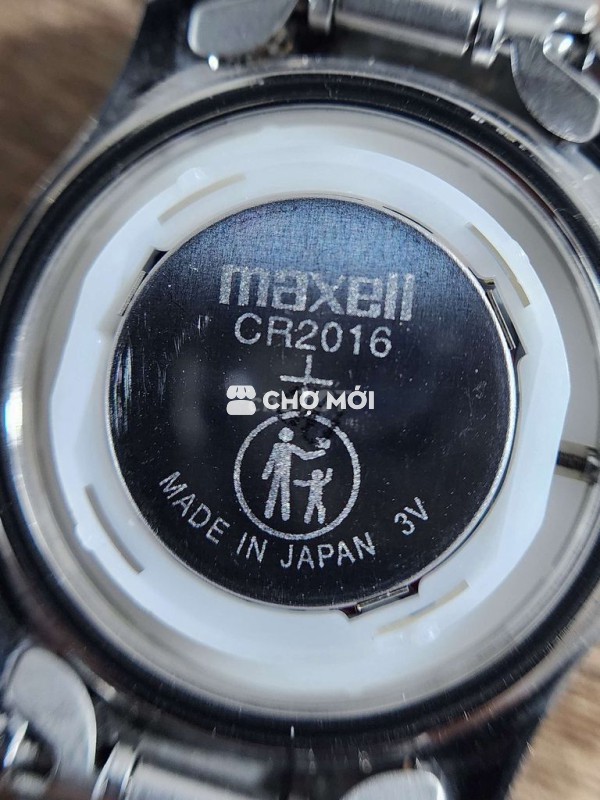 maxell
CR2016
+
CHỢ MỚI
MADE IN JAPAN 3V